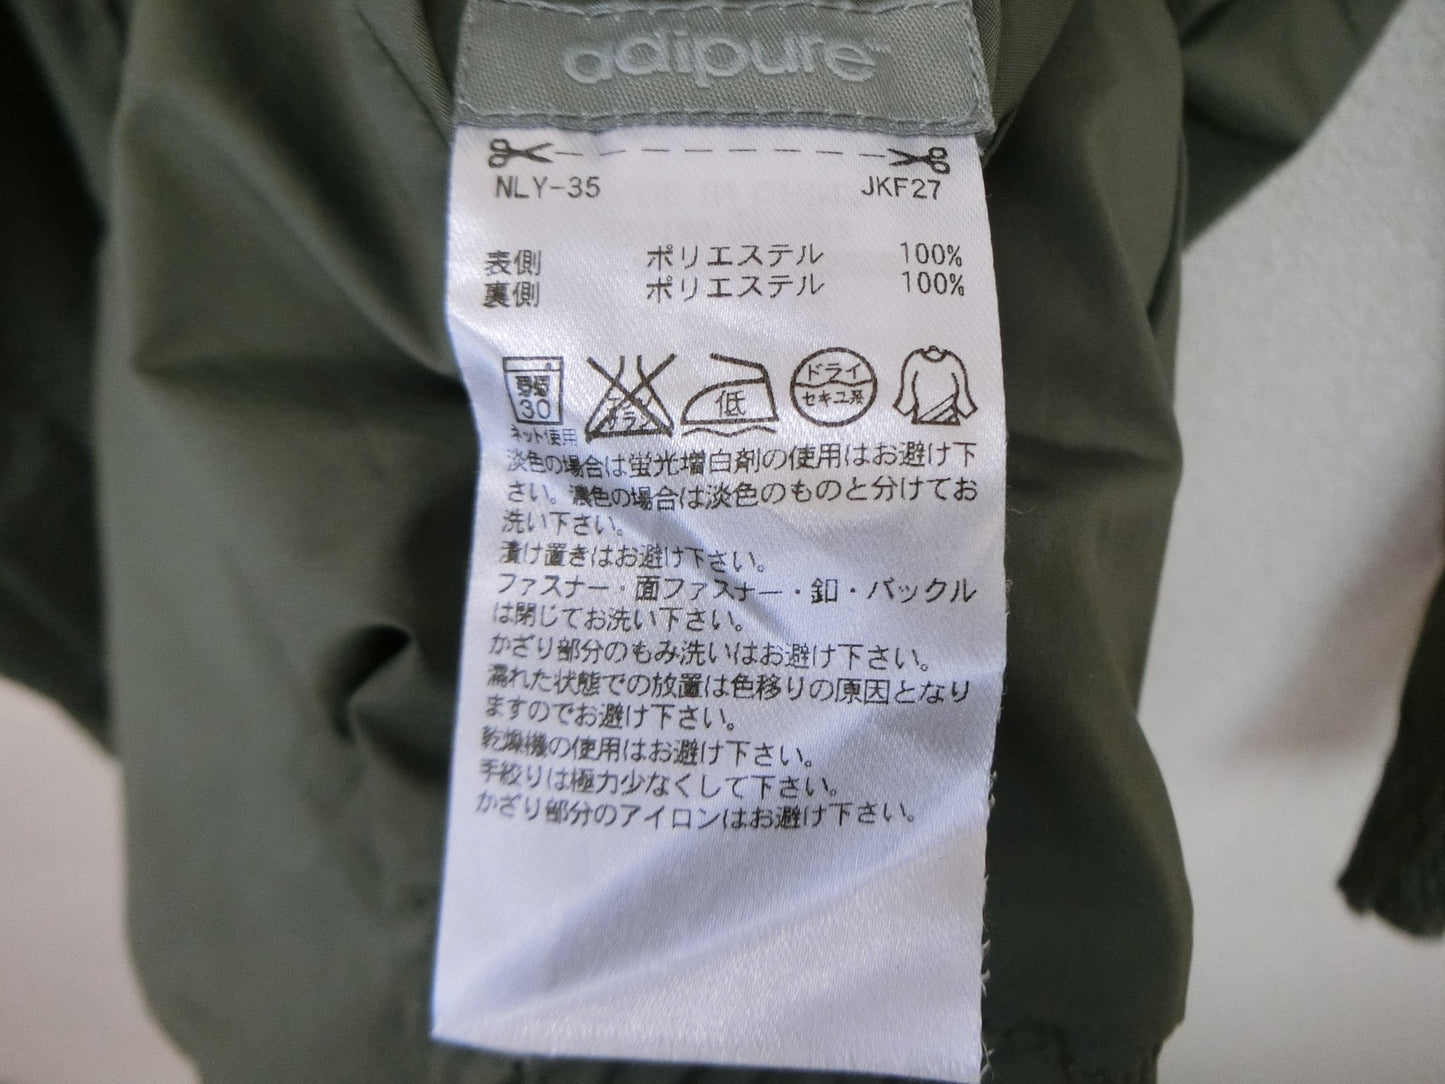 adipure™
NLY-35 JKF27
表側 ポリエステル 100%
裏側 ポリエステル 100%
弱 30 エンソ サラシ 低 ドライ セキユ系
ネット使用
淡色の場合は蛍光増白剤の使用はお避け下
さい。濃色の場合は淡色のものと分けてお
洗い下さい。
漬け置きはお避け下さい。
ファスナー・面ファスナー・釦・バックル
は閉じてお洗い下さい。
かざり部分のもみ洗いはお避け下さい。
濡れた状態での放置は色移りの原因となり
ますのでお避け下さい。
乾燥機の使用はお避け下さい。
手絞りは極力少なくして下さい。
かざり部分のアイロンはお避け下さい。